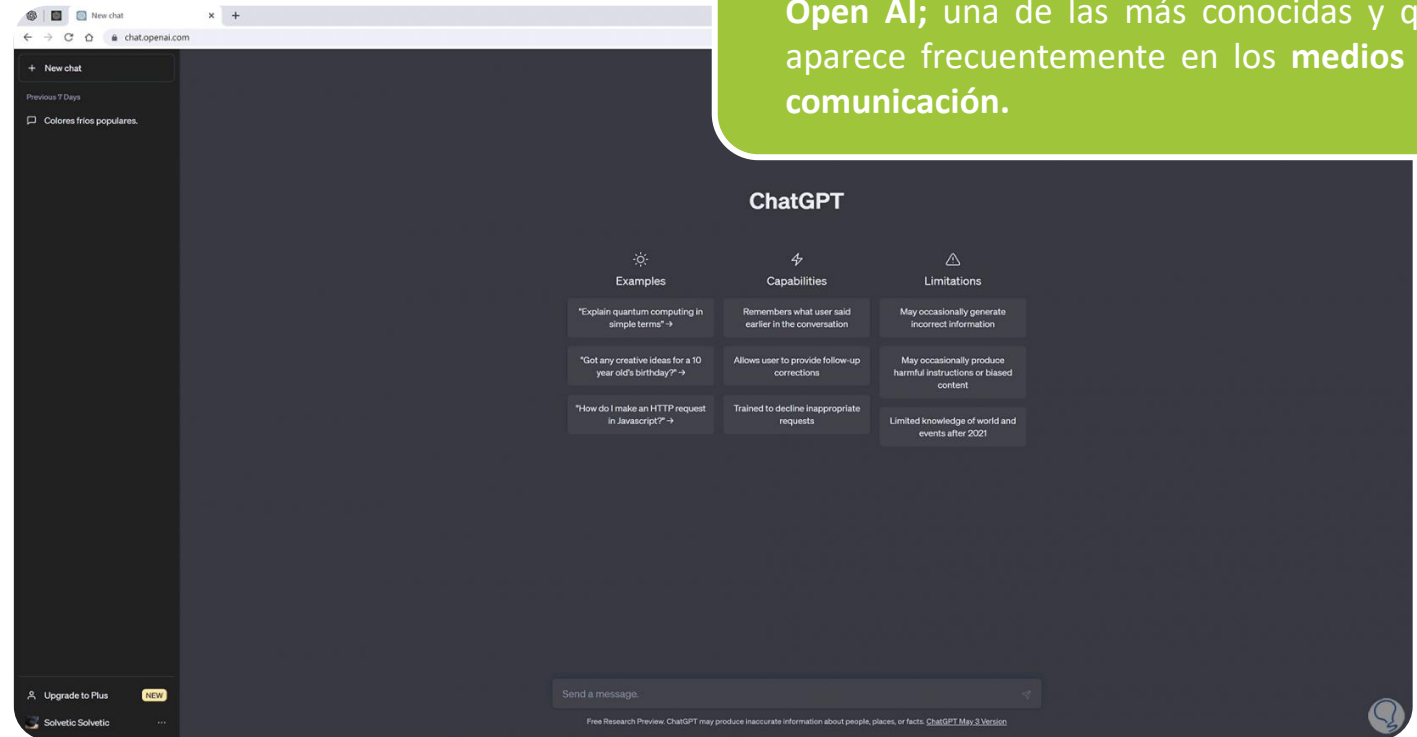 New chat
chat.openai.com
Open AI; una de las más conocidas y
aparece frecuentemente en los medios
comunicación.
+ New chat
Previous 7 Days
Colores fríos populares.
ChatGPT
Examples
"Explain quantum computing in
simple terms" →
"Got any creative ideas for a 10
year old's birthday?" →
"How do I make an HTTP request
in Javascript?" →
Capabilities
Remembers what user said
earlier in the conversation
Allows user to provide follow-up
corrections
Trained to decline inappropriate
requests
Limitations
May occasionally generate
incorrect information
May occasionally produce
harmful instructions or biased
content
Limited knowledge of world and
events after 2021
Upgrade to Plus NEW
Solvetic Solvetic ...
Send a message.
Free Research Preview. ChatGPT may produce inaccurate information about people, places, or facts. ChatGPT May 3 Version